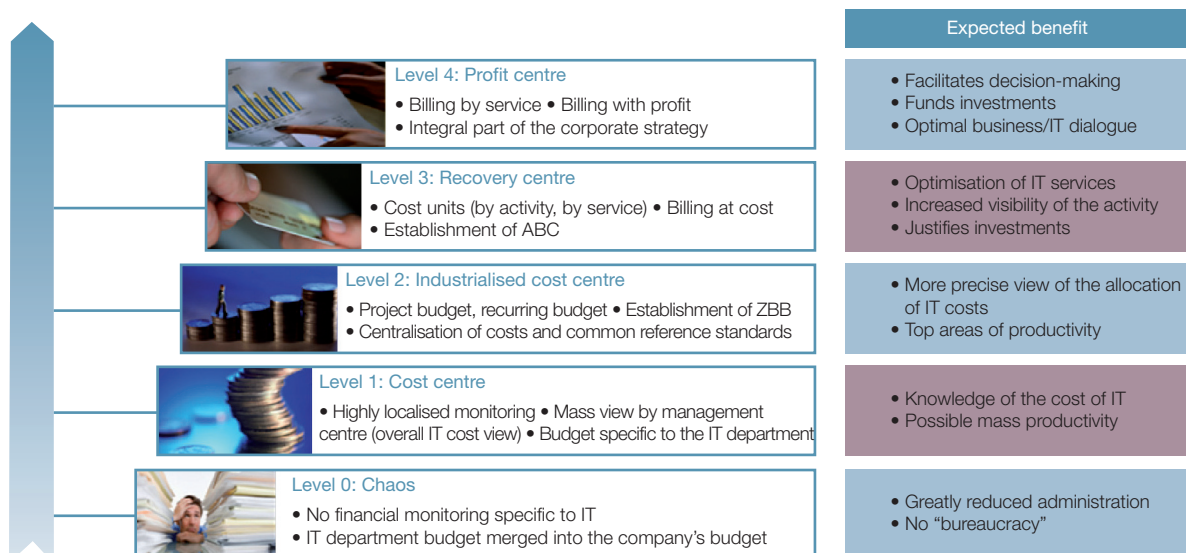 Expected benefit
Level 4: Profit centre
• Billing by service • Billing with profit
• Integral part of the corporate strategy
• Facilitates decision-making
• Funds investments
• Optimal business/IT dialogue
Level 3: Recovery centre
• Cost units (by activity, by service) • Billing at cost
• Establishment of ABC
• Optimisation of IT services
• Increased visibility of the activity
• Justifies investments
Level 2: Industrialised cost centre
• Project budget, recurring budget • Establishment of ZBB
• Centralisation of costs and common reference standards
• More precise view of the allocation
of IT costs
• Top areas of productivity
Level 1: Cost centre
• Highly localised monitoring • Mass view by management
centre (overall IT cost view) • Budget specific to the IT department
• Knowledge of the cost of IT
• Possible mass productivity
Level 0: Chaos
• No financial monitoring specific to IT
• IT department budget merged into the company's budget
• Greatly reduced administration
• No “bureaucracy”